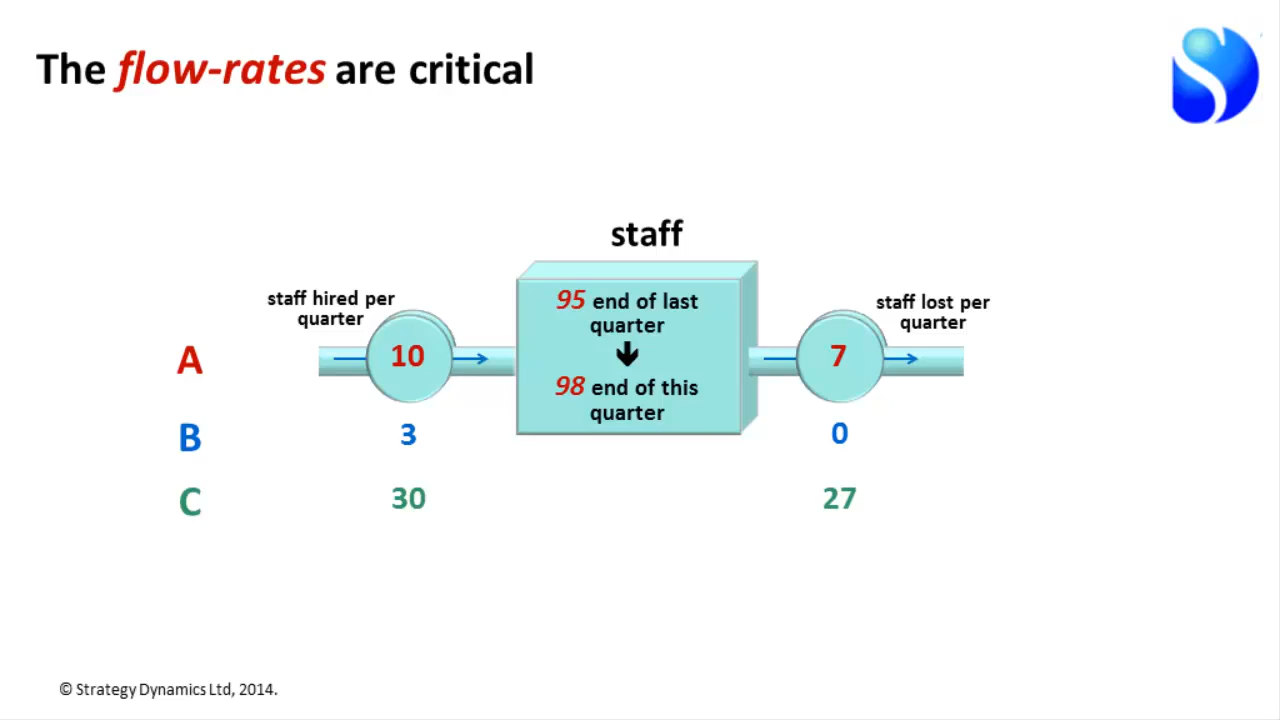 The flow-rates are critical
staff
staff hired per
quarter
95 end of last
quarter
98 end of this
quarter
staff lost per
quarter
A 10 7
B 3 0
C 30 27
© Strategy Dynamics Ltd, 2014.